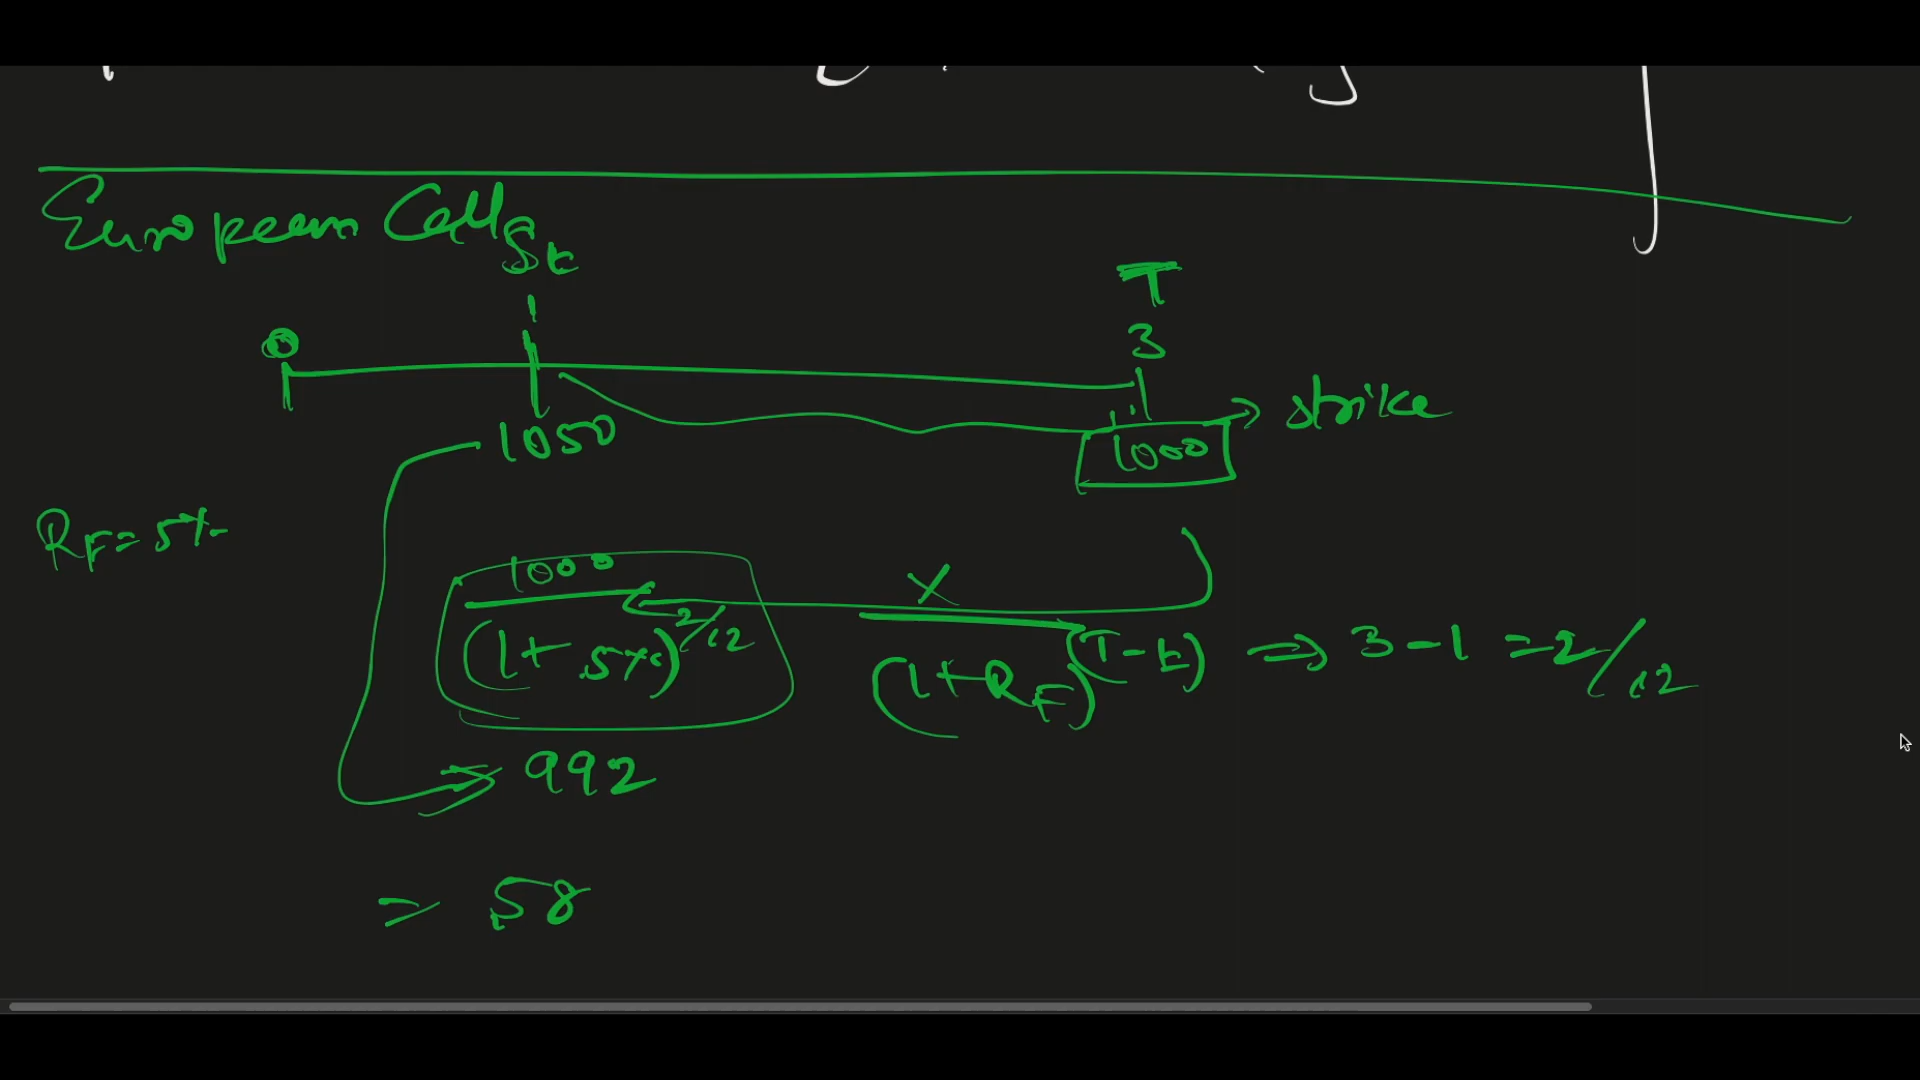 European Call
St
T
0 3
1050 1000 → strike
RF = 5%
1000 / (1 + 5%)^2/12
X / (1 + RF)^(T - t) ⇒ 3 - 1 = 2/12
⇒ 992
= 58